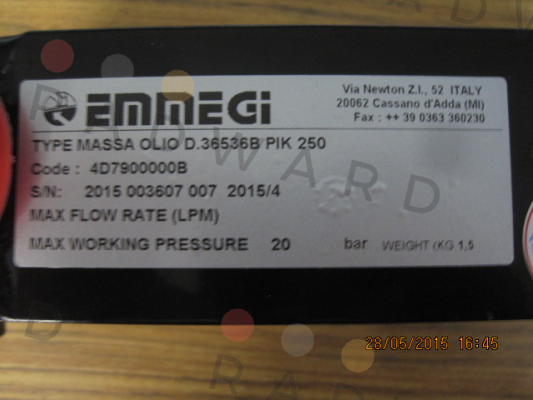 EMMEGI
Via Newton Z.I., 52 ITALY
20062 Cassano d'Adda (MI)
Fax : ++ 39 0363 360230
TYPE MASSA OLIO D.36536B PIK 250
Code : 4D7900000B
S/N: 2015 003607 007 2015/4
MAX FLOW RATE (LPM)
MAX WORKING PRESSURE 20 bar WEIGHT (KG 1,5
28/05/2015 16:45
RADWARD